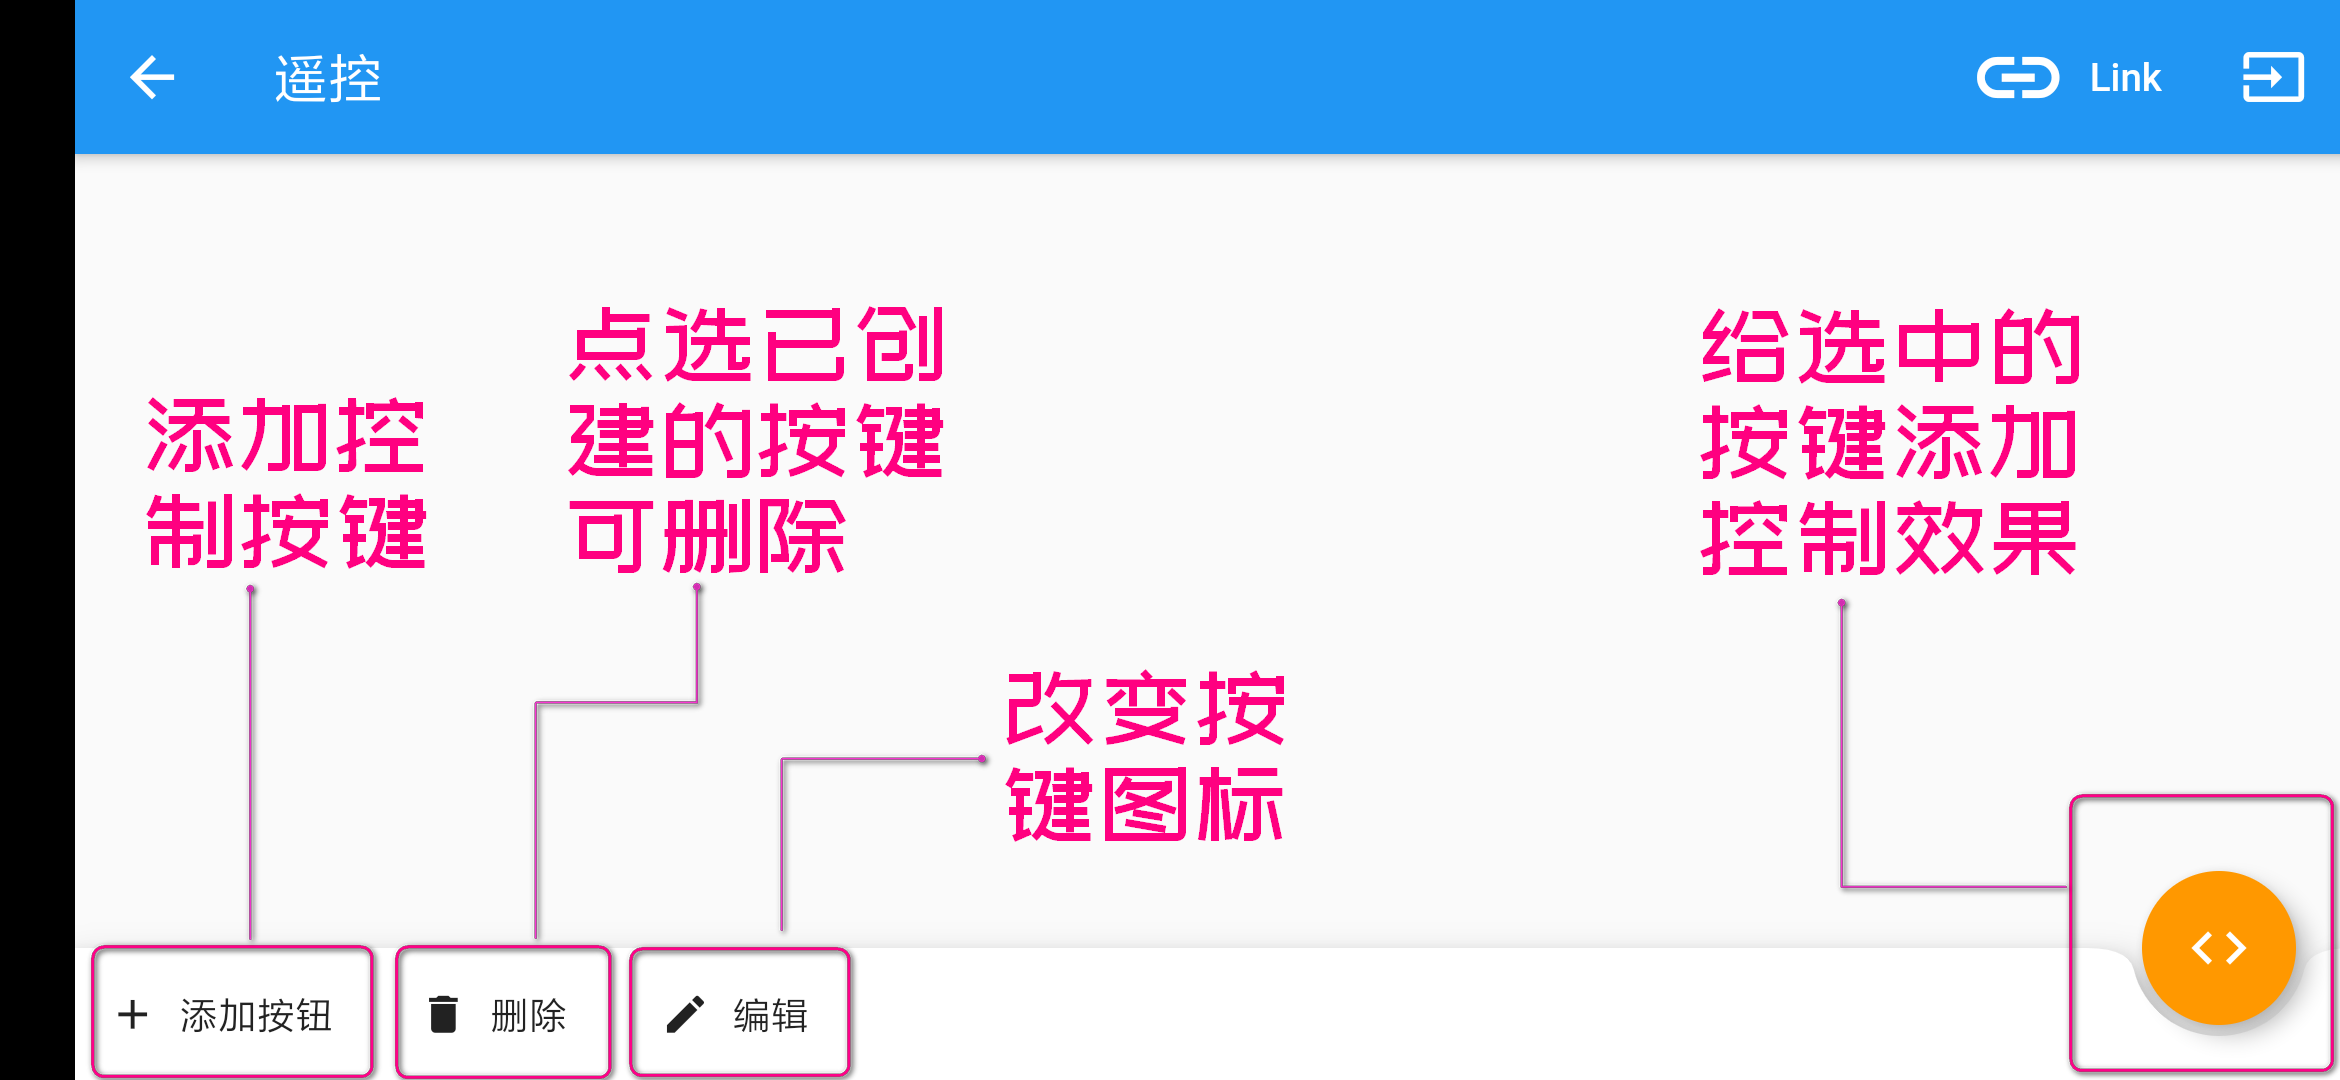 遥控
Link
添加控
制按键
点选已创
建的按键
可删除
改变按
键图标
给选中的
按键添加
控制效果
添加按钮
删除
编辑